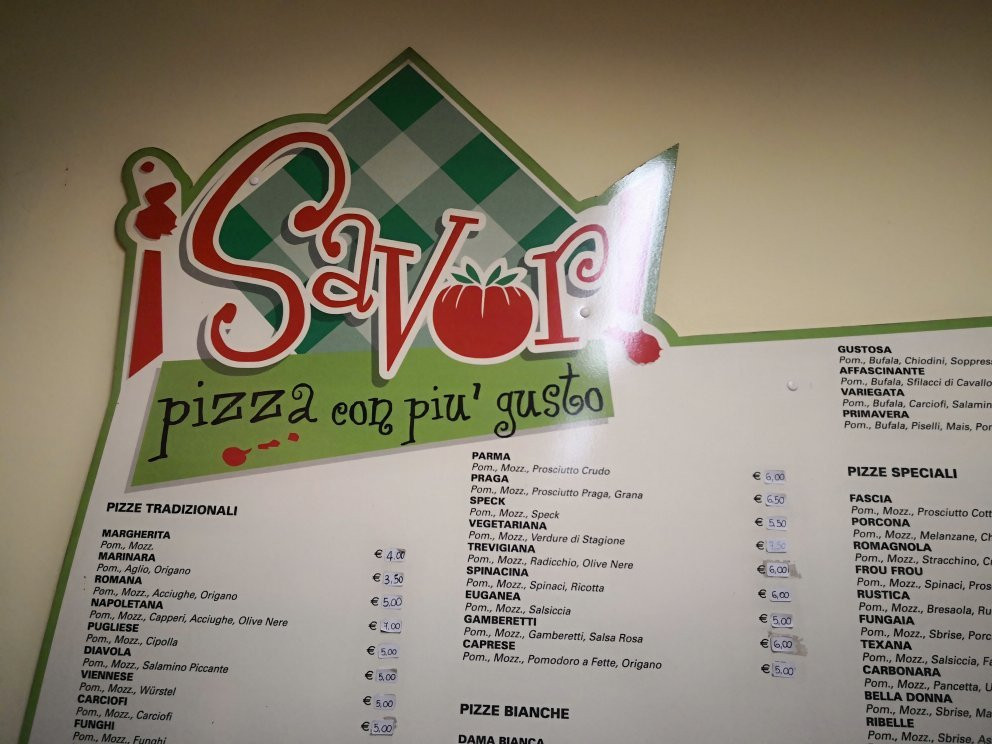 ¡Savor!
pizza con piu' gusto
PIZZE TRADIZIONALI
MARGHERITA
Pom., Mozz.
€ 4.00
MARINARA
Pom., Aglio, Origano
€ 3,50
ROMANA
Pom., Mozz., Acciughe, Origano
€ 5.00
NAPOLETANA
Pom., Mozz., Capperi, Acciughe, Olive Nere
€ 7,00
PUGLIESE
Pom., Mozz., Cipolla
€ 5,00
DIAVOLA
Pom., Mozz., Salamino Piccante
€ 5,00
VIENNESE
Pom., Mozz., Würstel
€ 5,00
CARCIOFI
Pom., Mozz., Carciofi
€ 5,00
FUNGHI
Pom., Mozz., Funghi
PARMA
Pom., Mozz., Prosciutto Crudo
€ 6,00
PRAGA
Pom., Mozz., Prosciutto Praga, Grana
€ 6.50
SPECK
Pom., Mozz., Speck
€ 5,50
VEGETARIANA
Pom., Mozz., Verdure di Stagione
€ 7,50
TREVIGIANA
Pom., Mozz., Radicchio, Olive Nere
€ 6,00
SPINACINA
Pom., Mozz., Spinaci, Ricotta
€ 6,00
EUGANEA
Pom., Mozz., Salsiccia
€ 5.00
GAMBERETTI
Pom., Mozz., Gamberetti, Salsa Rosa
€ 6,00
CAPRESE
Pom., Mozz., Pomodoro a Fette, Origano
€ 5.00
PIZZE BIANCHE
DAMA BIANCA
GUSTOSA
Pom., Bufala, Chiodini, Soppres
AFFASCINANTE
Pom., Bufala, Sfilacci di Cavallo
VARIEGATA
Pom., Bufala, Carciofi, Salamin
PRIMAVERA
Pom., Bufala, Piselli, Mais, Por
PIZZE SPECIALI
FASCIA
Pom., Mozz., Prosciutto Cott
PORCONA
Pom., Mozz., Melanzane, Ch
ROMAGNOLA
Pom., Mozz., Stracchino, C
FROU FROU
Pom., Mozz., Spinaci, Pros
RUSTICA
Pom., Mozz., Bresaola, Ru
FUNGAIA
Pom., Mozz., Sbrise, Porc
TEXANA
Pom., Mozz., Salsiccia, Fa
CARBONARA
Pom., Mozz., Pancetta, U
BELLA DONNA
Pom., Mozz., Sbrise, Ma
RIBELLE
Pom., Mozz., Sbrise, As